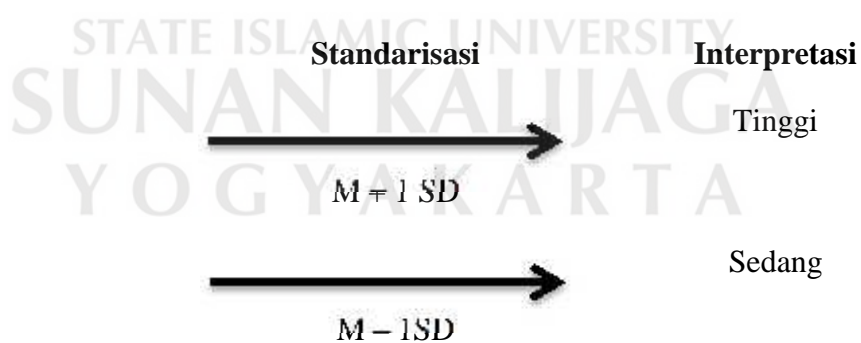 STATE ISLAMIC UNIVERSITY
Standarisasi Interpretasi
SUNAN KALIJAGA
Tinggi
YOGYAKARTA
M + 1 SD
Sedang
M – 1SD